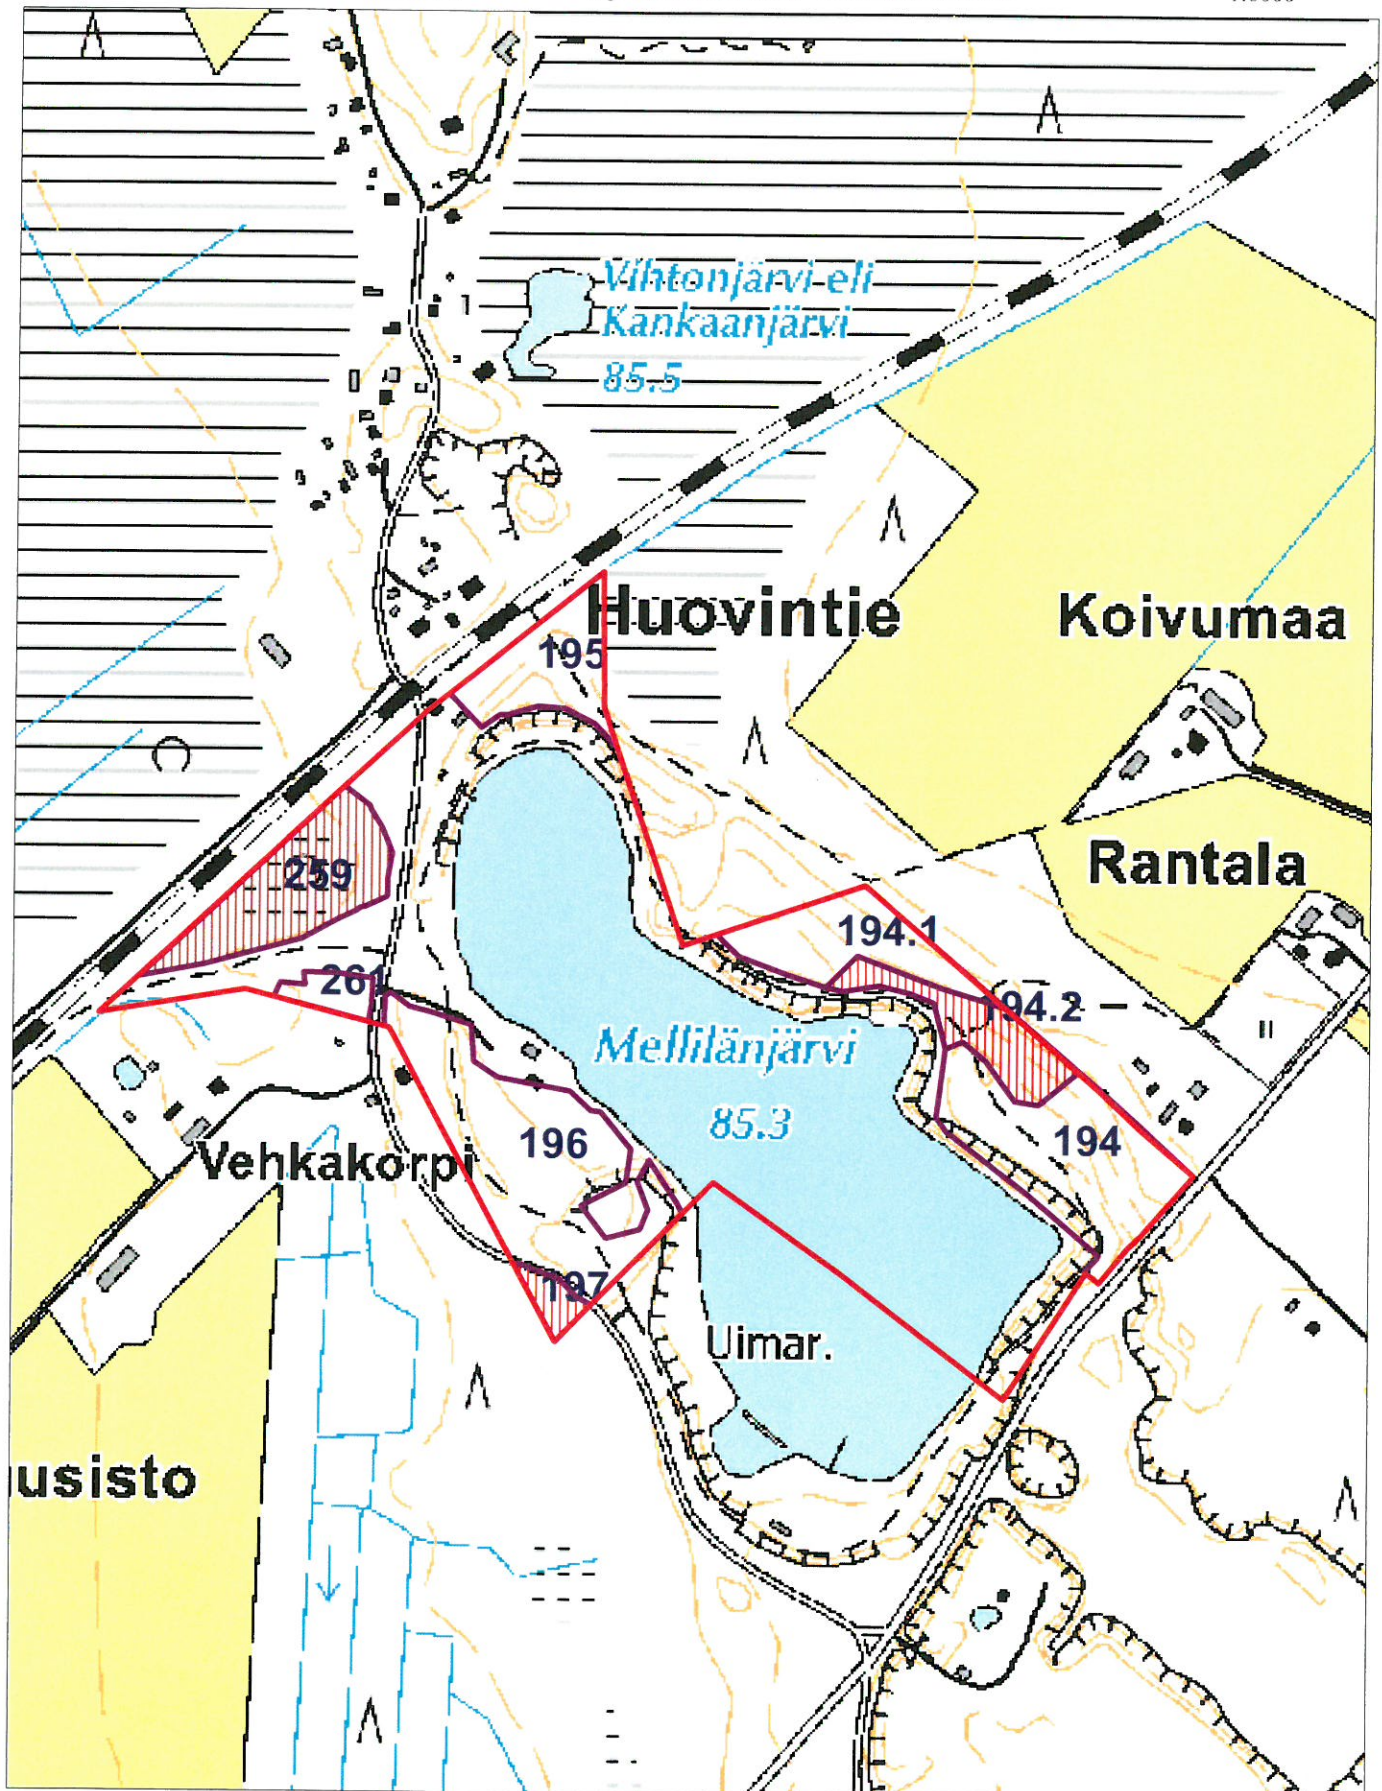 Vihtonjärvi eli
Kankaanjärvi
85.5
Huovintie
Koivumaa
195
Rantala
259
194.1
261
194.2
Mellilänjärvi
85.3
196
194
Vehkakorpi
197
Uimar.
usisto